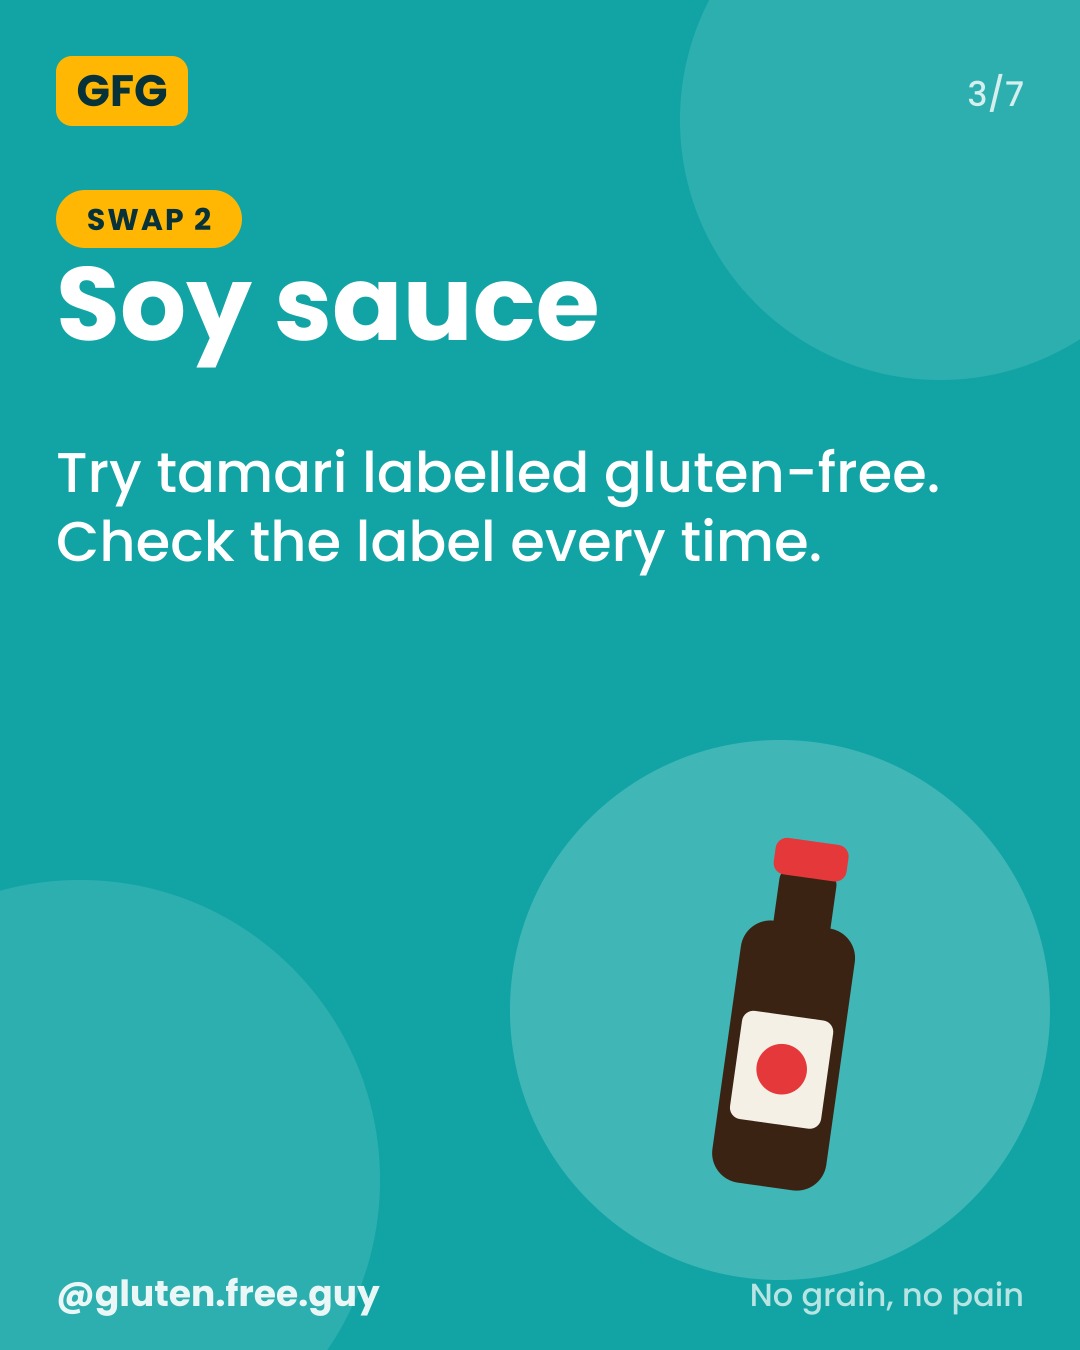 GFG
3/7
SWAP 2
Soy sauce
Try tamari labelled gluten-free.
Check the label every time.
@gluten.free.guy
No grain, no pain